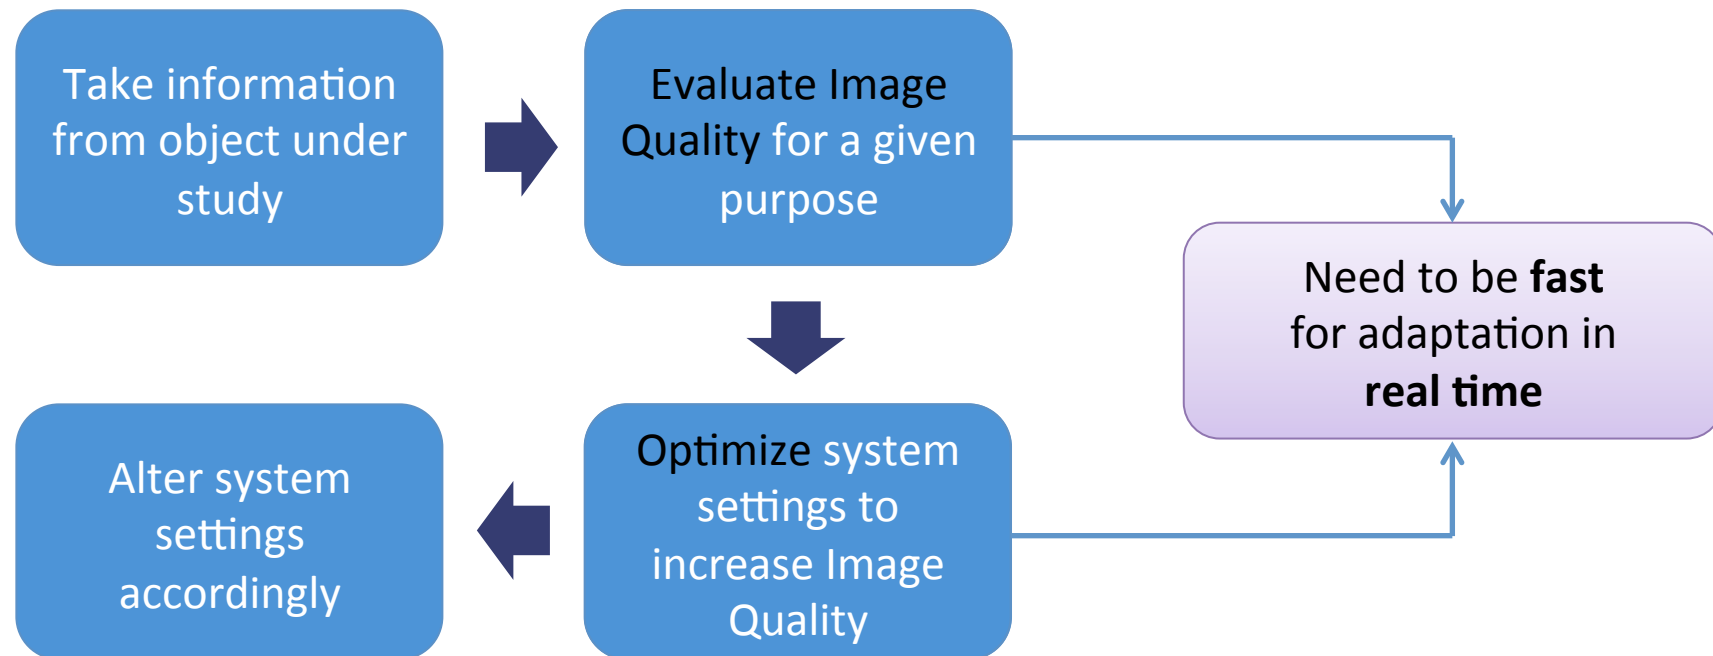 Take information
from object under
study
Evaluate Image
Quality for a given
purpose
Need to be fast
for adaptation in
real time
Alter system
settings
accordingly
Optimize system
settings to
increase Image
Quality